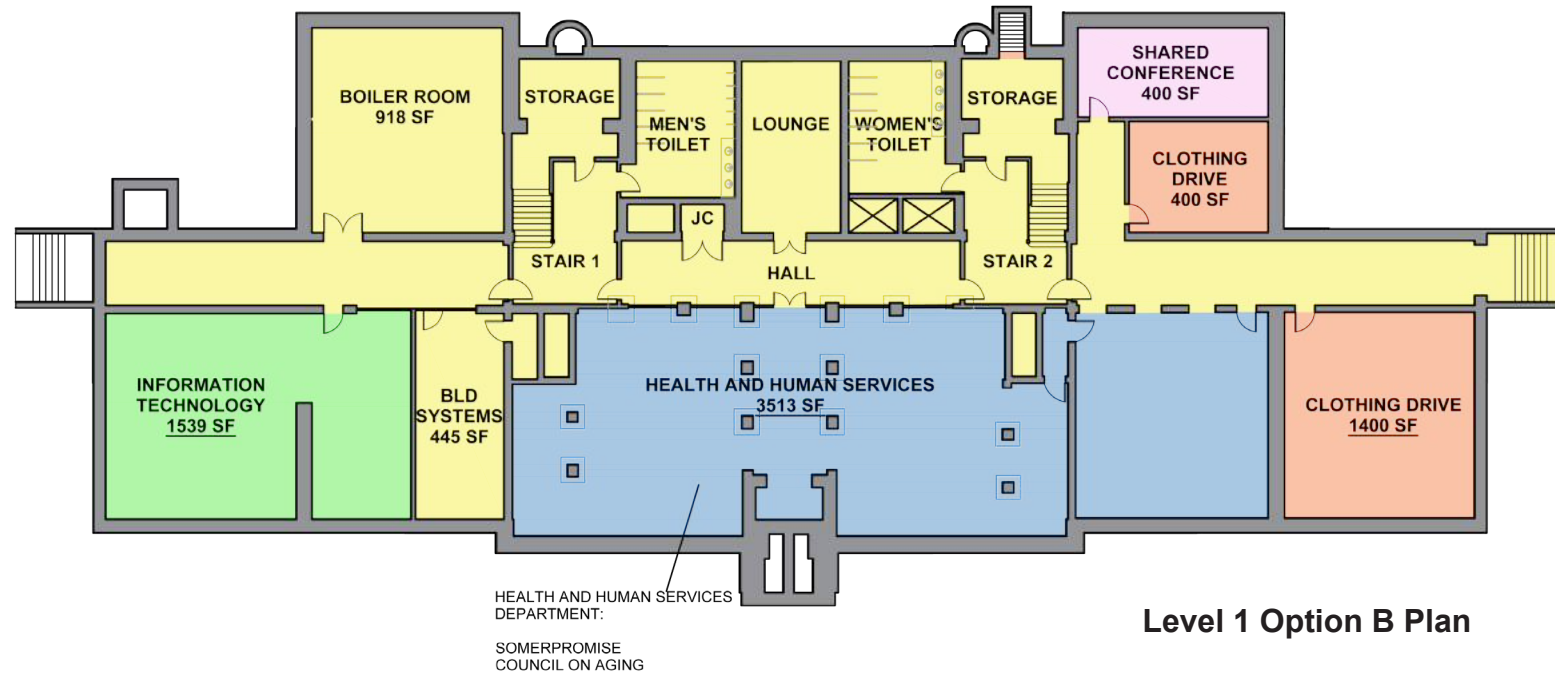 BOILER ROOM
918 SF
STORAGE
MEN'S
TOILET
LOUNGE
WOMEN'S
TOILET
STORAGE
SHARED
CONFERENCE
400 SF
CLOTHING
DRIVE
400 SF
JC
STAIR 1
HALL
STAIR 2
INFORMATION
TECHNOLOGY
1539 SF
BLD
SYSTEMS
445 SF
HEALTH AND HUMAN SERVICES
3513 SF
CLOTHING DRIVE
1400 SF
HEALTH AND HUMAN SERVICES
DEPARTMENT:
SOMERPROMISE
COUNCIL ON AGING
Level 1 Option B Plan